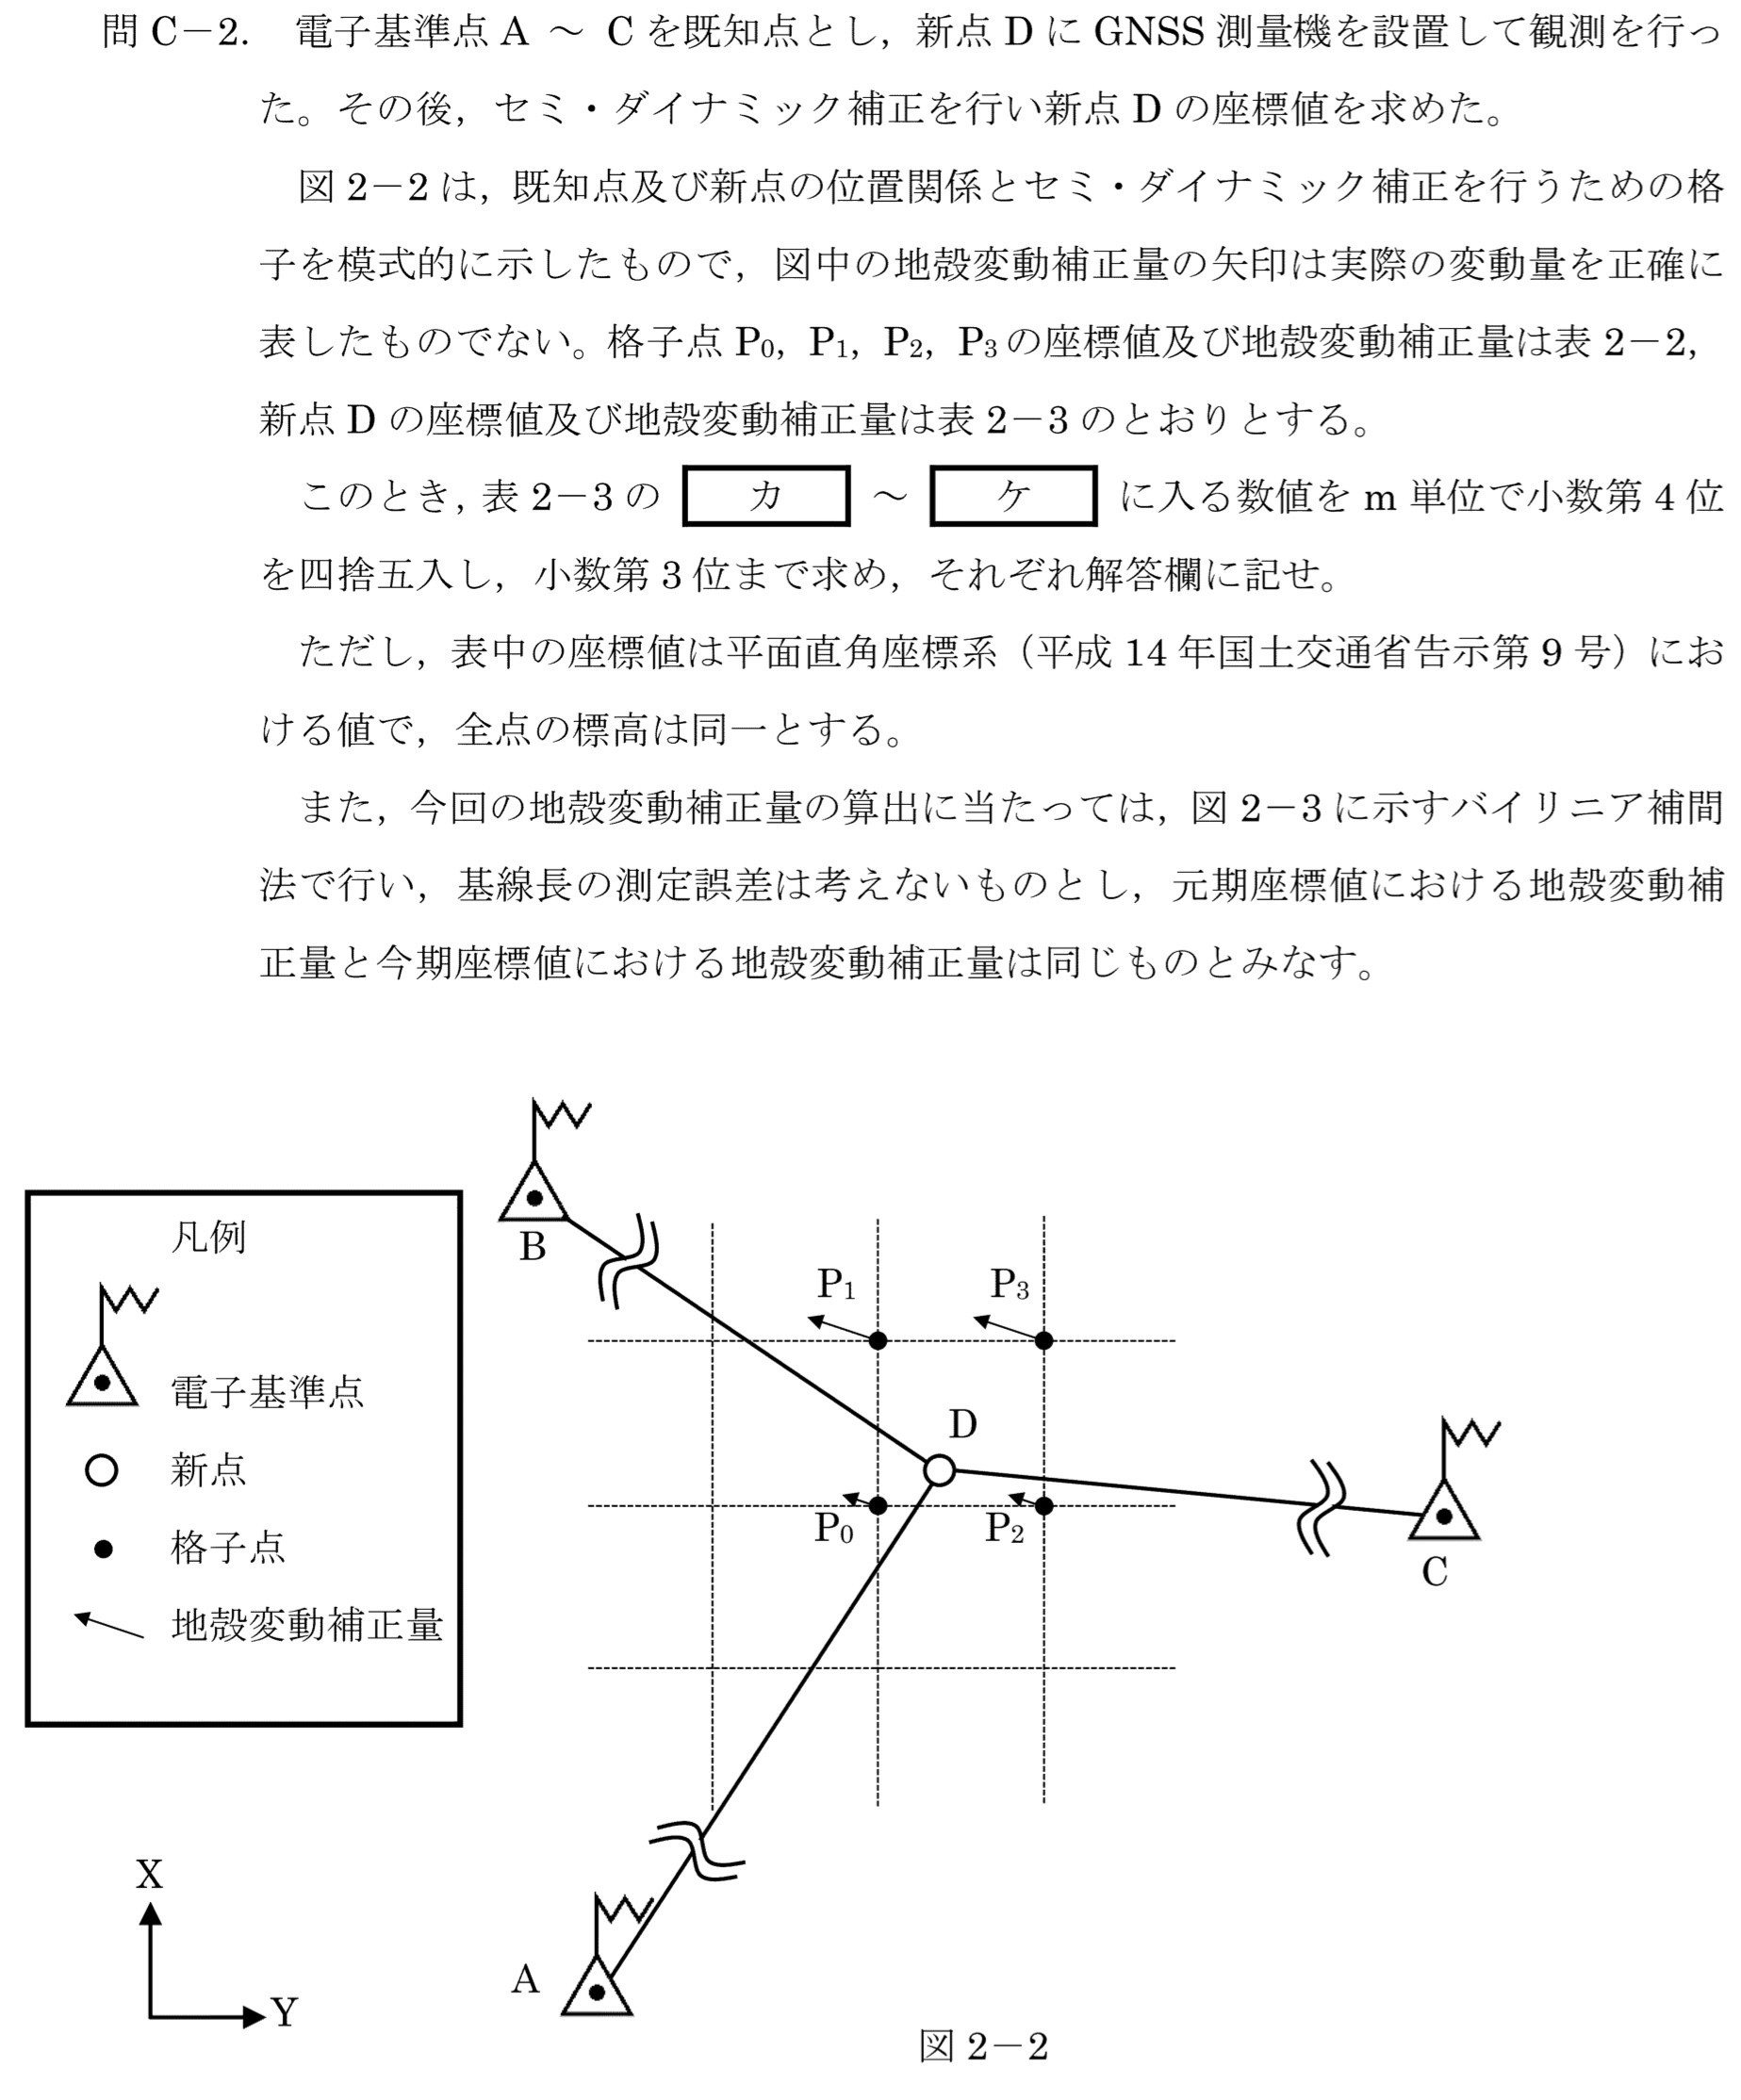 問 C－2.　電子基準点 A ～ C を既知点とし，新点 D に GNSS 測量機を設置して観測を行っ
た。その後，セミ・ダイナミック補正を行い新点 D の座標値を求めた。
図 2－2 は，既知点及び新点の位置関係とセミ・ダイナミック補正を行うための格
子を模式的に示したもので，図中の地殻変動補正量の矢印は実際の変動量を正確に
表したものでない。格子点 P0，P1，P2，P3 の座標値及び地殻変動補正量は表 2－2，
新点 D の座標値及び地殻変動補正量は表 2－3 のとおりとする。
このとき，表 2－3 の カ ～ ケ に入る数値を m 単位で小数第 4 位
を四捨五入し，小数第 3 位まで求め，それぞれ解答欄に記せ。
ただし，表中の座標値は平面直角座標系（平成 14 年国土交通省告示第 9 号）にお
ける値で，全点の標高は同一とする。
また，今回の地殻変動補正量の算出に当たっては，図 2－3 に示すバイリニア補間
法で行い，基線長の測定誤差は考えないものとし，元期座標値における地殻変動補
正量と今期座標値における地殻変動補正量は同じものとみなす。
凡例
電子基準点
新点
格子点
地殻変動補正量
B
P1
P3
D
P0
P2
C
A
X
Y
図 2－2